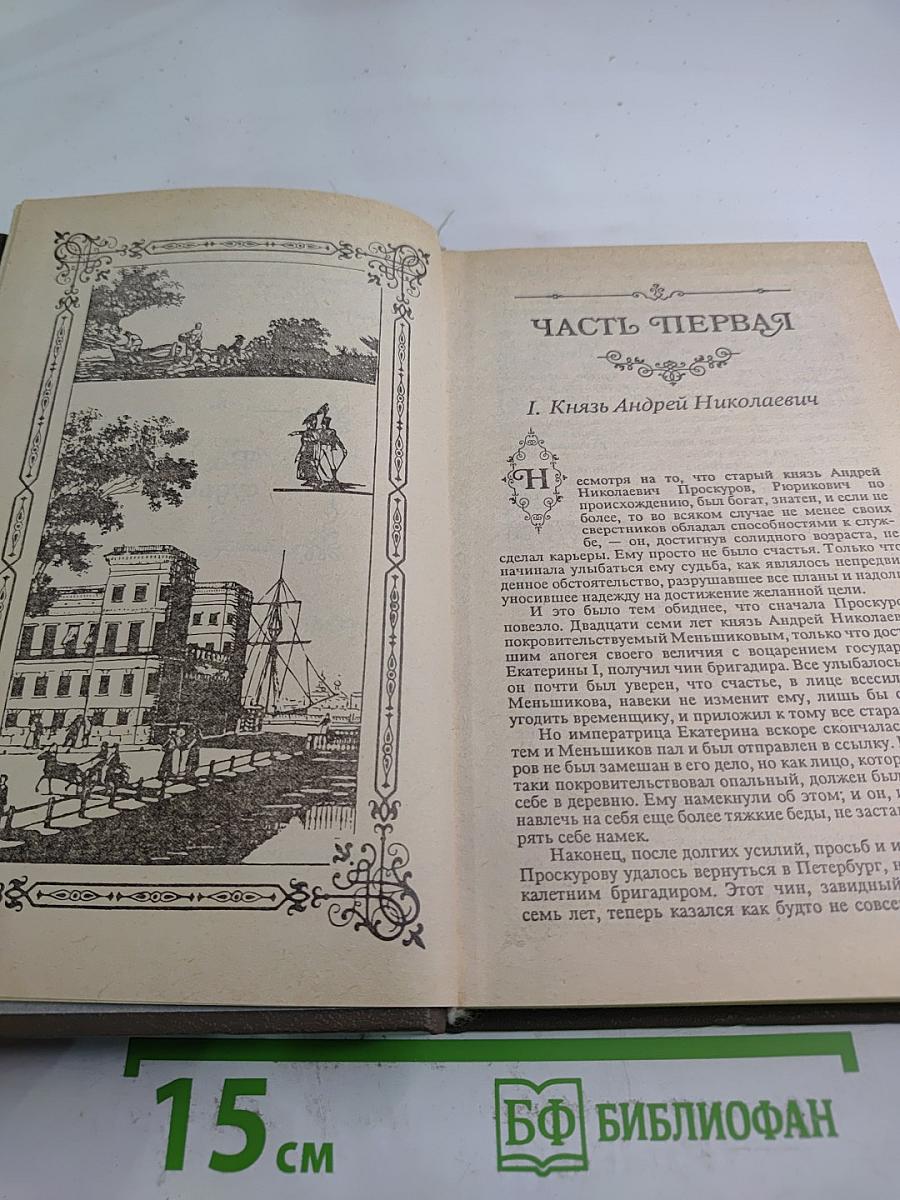 ЧАСТЬ ПЕРВАЯ
I. Князь Андрей Николаевич
Несмотря на то, что старый князь Андрей
Николаевич Проскуров, Рюрикович по
происхождению, был богат, знатен, и если не
более, то во всяком случае не менее своих
сверстников обладал способностями к служ-
бе, — он, достигнув солидного возраста, не
сделал карьеры. Ему просто не было счастья. Только что
начинала улыбаться ему судьба, как являлось непредви
денное обстоятельство, разрушавшее все планы и надол
уносившее надежду на достижение желанной цели.
И это было тем обиднее, что сначала Проскуро
повезло. Двадцати семи лет князь Андрей Николаев
покровительствуемый Меньшиковым, только что дост
шим апогея своего величия с воцарением государ
Екатерины I, получил чин бригадира. Все улыбалось
он почти был уверен, что счастье, в лице всесил
Меньшикова, навеки не изменит ему, лишь бы с
угодить временщику, и приложил к тому все стара
Но императрица Екатерина вскоре скончалас
тем и Меньшиков пал и был отправлен в ссылку.
ров не был замешан в его дело, но как лицо, котор
таки покровительствовал опальный, должен был
себе в деревню. Ему намекнули об этом, и он,
навлечь на себя еще более тяжкие беды, не застав
рять себе намек.
Наконец, после долгих усилий, просьб и и
Проскурову удалось вернуться в Петербург, н
калетним бригадиром. Этот чин, завидный
семь лет, теперь казался как будто не совсе
15 см
БФ БИБЛИОФАН